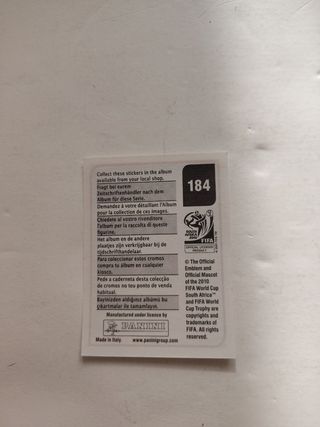 Collect these stickers in the album
available from your local shop.
Fragt bei eurem
Zeitschriftenhändler nach dem
Album für diese Serie.
Demandez à votre détaillant l'Album
pour la collection de ces images.
Chiedete al vostro rivenditore
l'album per la raccolta di queste
figurine.
Het album en de andere
plaatjes zijn verkrijgbaar bij de
tijdschrifthandelaar.
Para coleccionar estos cromos
compra tu álbum en cualquier
kiosco.
Pede a caderneta desta colecção
de cromos no teu ponto de venda
habitual.
Bayinizden aldığınız albümü bu
çıkartmalar ile tamamlayın.
Manufactured under licence by
PANINI
Made in Italy.
www.paninigroup.com
184
SOUTH AFRICA
2010
FIFA
© The Official
Emblem and
Official Mascot
of the 2010
FIFA World Cup
South Africa™
and FIFA World
Cup Trophy are
copyrights and
trademarks of
FIFA. All rights
reserved.